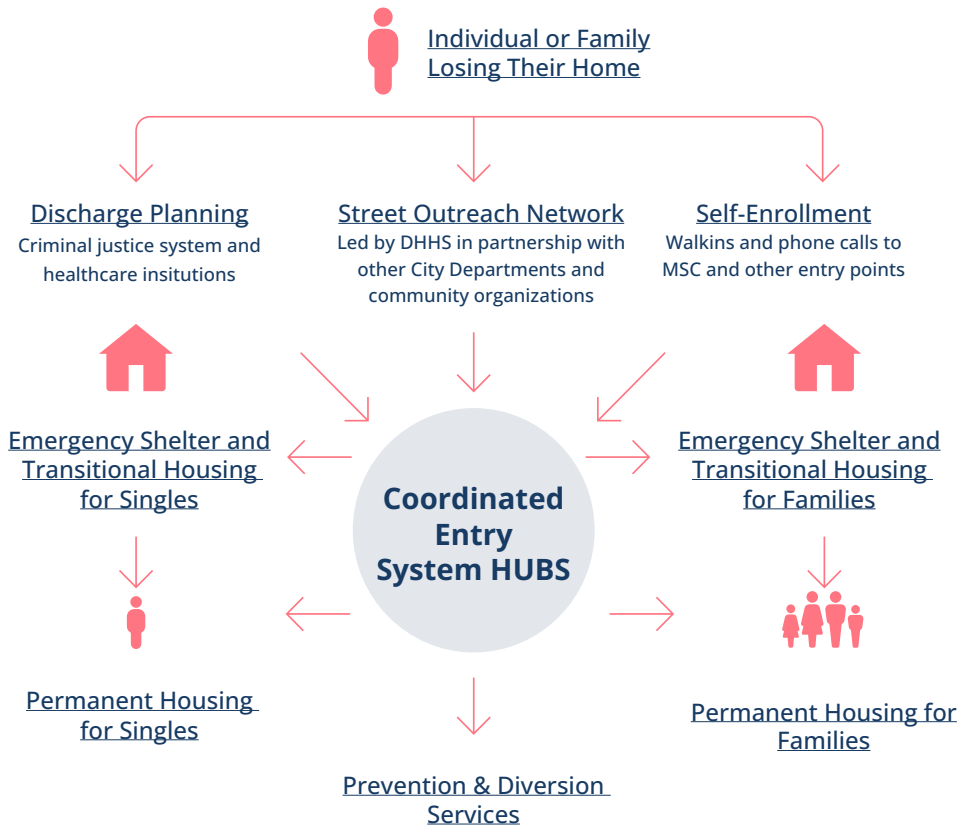 Individual or Family
Losing Their Home
Discharge Planning
Criminal justice system and
healthcare insitutions
Street Outreach Network
Led by DHHS in partnership with
other City Departments and
community organizations
Self-Enrollment
Walkins and phone calls to
MSC and other entry points
Emergency Shelter and
Transitional Housing
for Singles
Coordinated
Entry
System HUBS
Emergency Shelter and
Transitional Housing
for Families
Permanent Housing
for Singles
Permanent Housing for
Families
Prevention & Diversion
Services